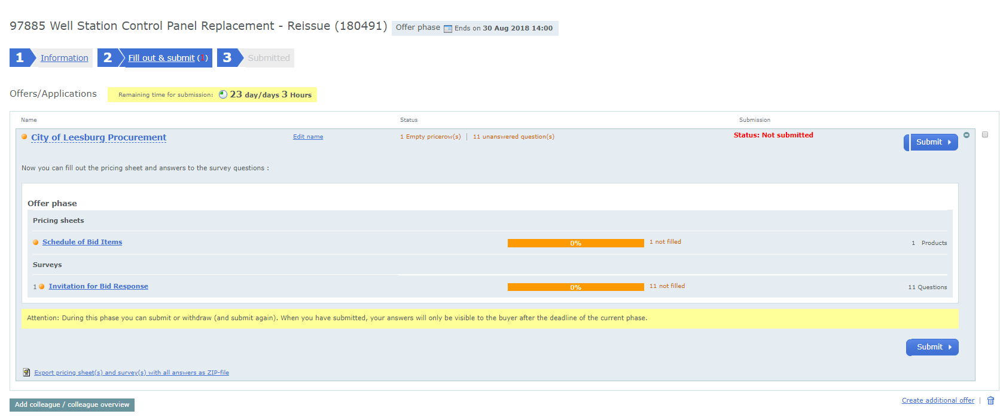 97885 Well Station Control Panel Replacement - Reissue (180491) Offer phase Ends on 30 Aug 2018 14:00
1 Information 2 Fill out & submit (1) 3 Submitted
Offers/Applications Remaining time for submission: 23 day/days 3 Hours
Name Status Submission
City of Leesburg Procurement Edit name 1 Empty pricerow(s) | 11 unanswered question(s) Status: Not submitted Submit
Now you can fill out the pricing sheet and answers to the survey questions :
Offer phase
Pricing sheets
Schedule of Bid Items 0% 1 not filled 1 Products
Surveys
1 Invitation for Bid Response 0% 11 not filled 11 Questions
Attention: During this phase you can submit or withdraw (and submit again). When you have submitted, your answers will only be visible to the buyer after the deadline of the current phase.
Submit
Export pricing sheet(s) and survey(s) with all answers as ZIP-file
Add colleague / colleague overview Create additional offer |